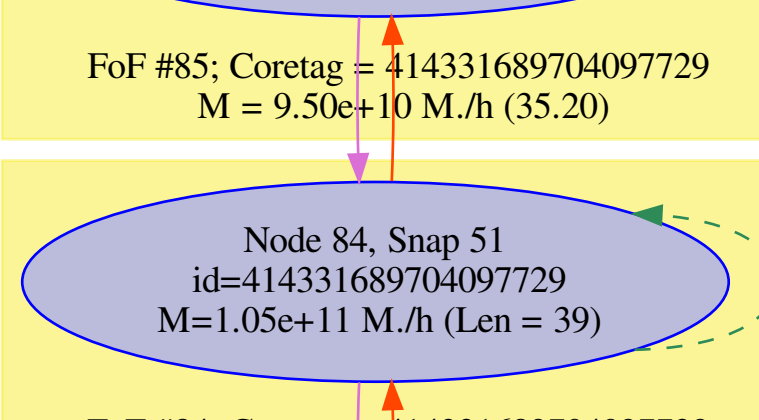 FoF #85; Coretag = 414331689704097729
M = 9.50e+10 M./h (35.20)
Node 84, Snap 51
id=414331689704097729
M=1.05e+11 M./h (Len = 39)